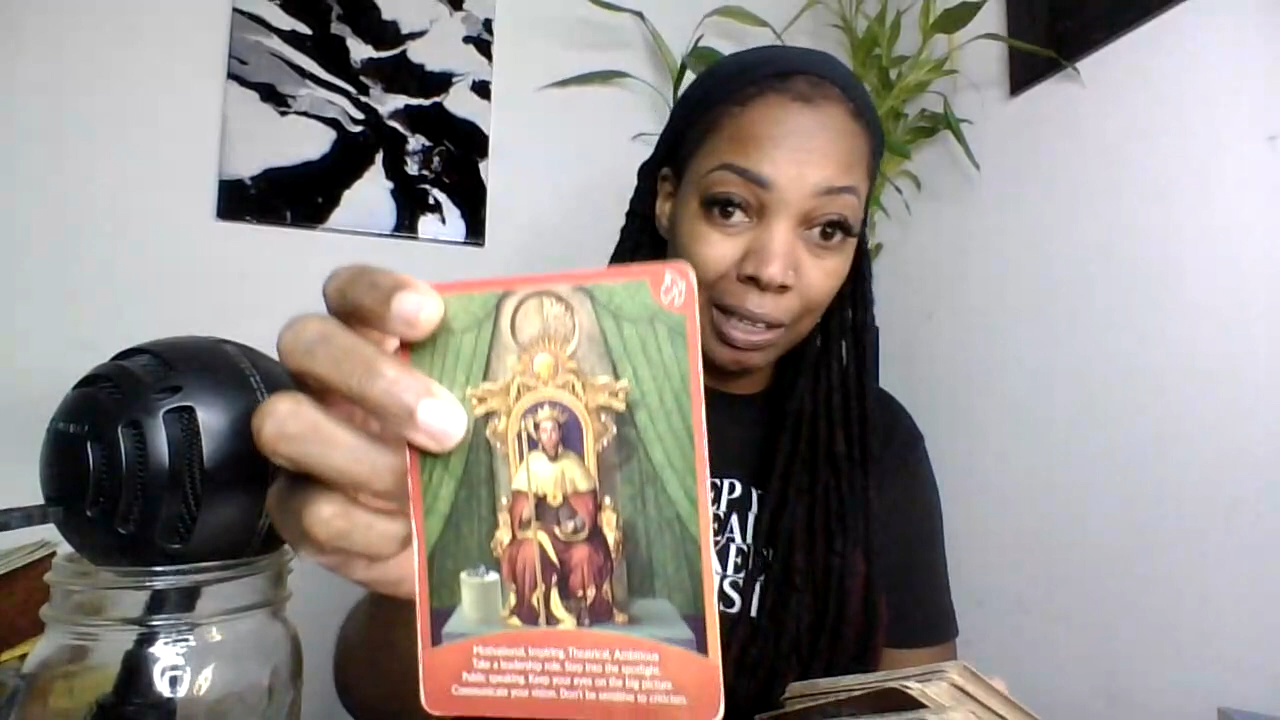 Motivational, Inspiring, Theatrical, Ambitious
Take a leadership role. Step into the spotlight.
Public speaking. Keep your eyes on the big picture.
Communicate your vision. Don't be sensitive to criticism.